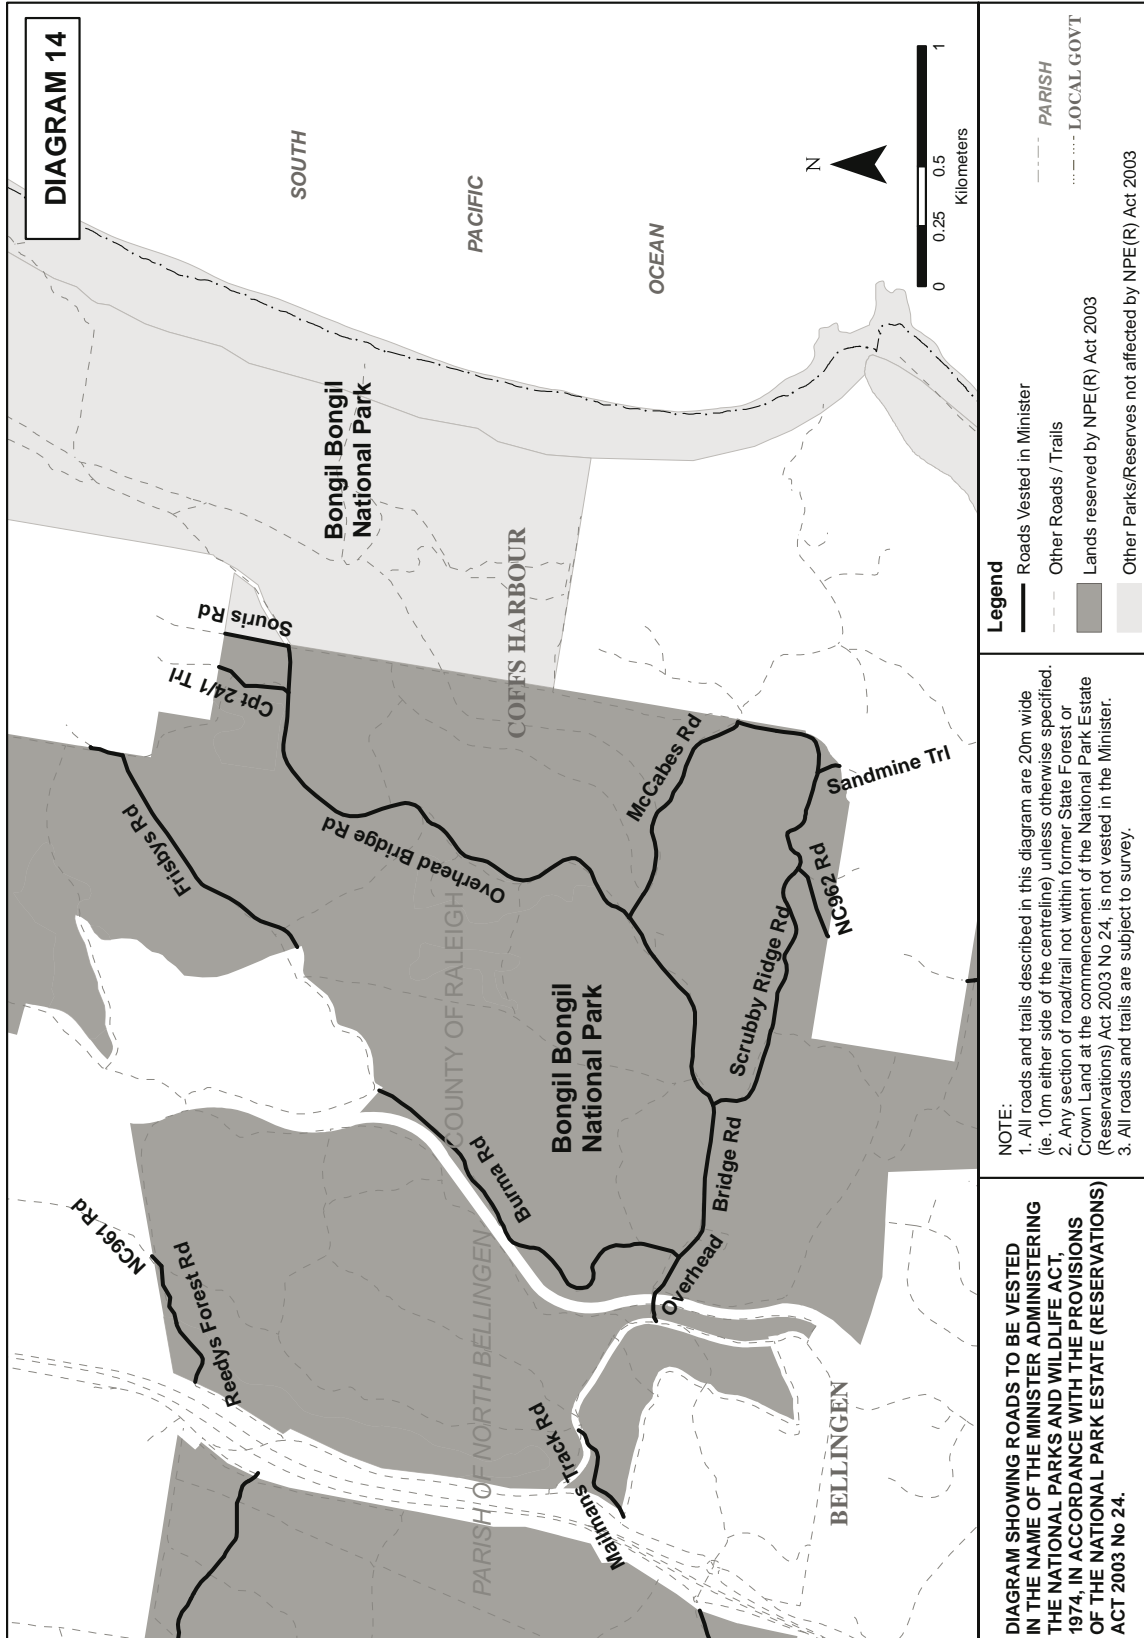 DIAGRAM 14
SOUTH
PACIFIC
OCEAN
N
0
0.25
0.5
1
Kilometers
Bongil Bongil
National Park
COFFS HARBOUR
Souris Rd
Cpt 24/1 Trl
Frisbys Rd
Overhead Bridge Rd
McCabes Rd
Sandmine Trl
NC962 Rd
Scrubby Ridge Rd
COUNTY OF RALEIGH
Bongil Bongil
National Park
Burma Rd
Bridge Rd
Overhead
NC961 Rd
Reedys Forest Rd
PARISH OF NORTH BELLINGEN
Mailmans Track Rd
BELLINGEN
DIAGRAM SHOWING ROADS TO BE VESTED
IN THE NAME OF THE MINISTER ADMINISTERING
THE NATIONAL PARKS AND WILDLIFE ACT,
1974, IN ACCORDANCE WITH THE PROVISIONS
OF THE NATIONAL PARK ESTATE (RESERVATIONS)
ACT 2003 No 24.
NOTE:
1. All roads and trails described in this diagram are 20m wide
(ie. 10m either side of the centreline) unless otherwise specified.
2. Any section of road/trail not within former State Forest or
Crown Land at the commencement of the National Park Estate
(Reservations) Act 2003 No 24, is not vested in the Minister.
3. All roads and trails are subject to survey.
Legend
Roads Vested in Minister
Other Roads / Trails
Lands reserved by NPE(R) Act 2003
Other Parks/Reserves not affected by NPE(R) Act 2003
PARISH
LOCAL GOVT